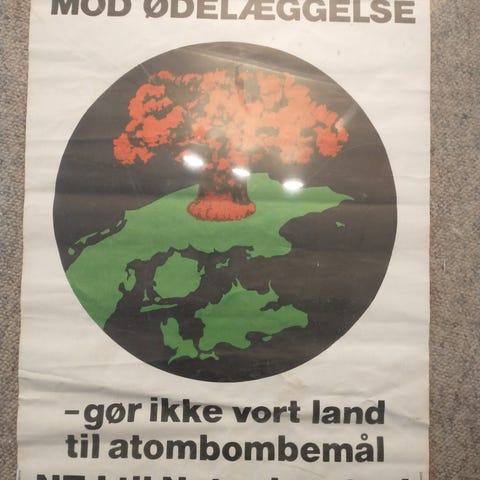 MOD ØDELÆGGELSE
– gør ikke vort land
til atombombemål